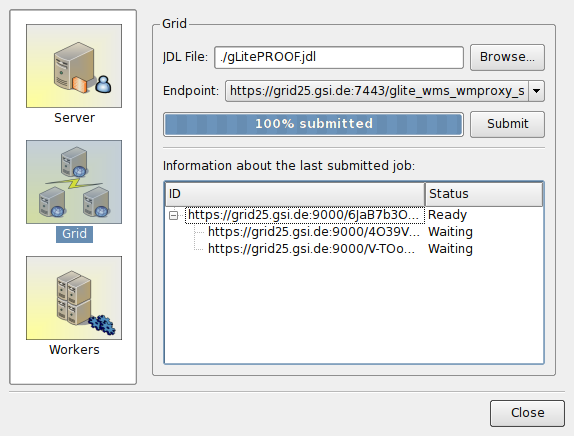 Server
Grid
Workers
Grid
JDL File: ./gLitePROOF.jdl Browse...
Endpoint: https://grid25.gsi.de:7443/glite_wms_wmproxy_s
100% submitted Submit
Information about the last submitted job:
ID Status
https://grid25.gsi.de:9000/6JaB7b3O... Ready
https://grid25.gsi.de:9000/4O39V... Waiting
https://grid25.gsi.de:9000/V-TOo... Waiting
Close